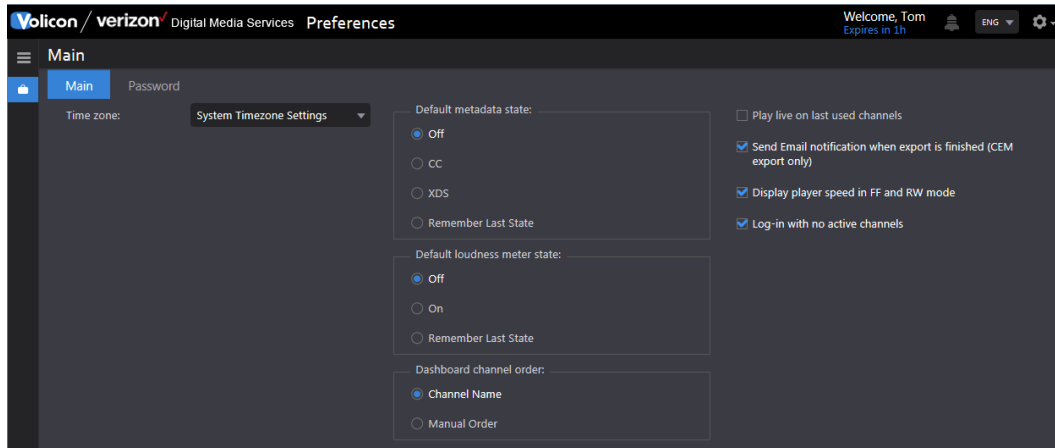 Volicon / verizon Digital Media Services Preferences
Welcome, Tom
Expires in 1h
ENG
Main
Main Password
Time zone:
System Timezone Settings
Default metadata state:
Off
CC
XDS
Remember Last State
Default loudness meter state:
Off
On
Remember Last State
Dashboard channel order:
Channel Name
Manual Order
Play live on last used channels
Send Email notification when export is finished (CEM
export only)
Display player speed in FF and RW mode
Log-in with no active channels